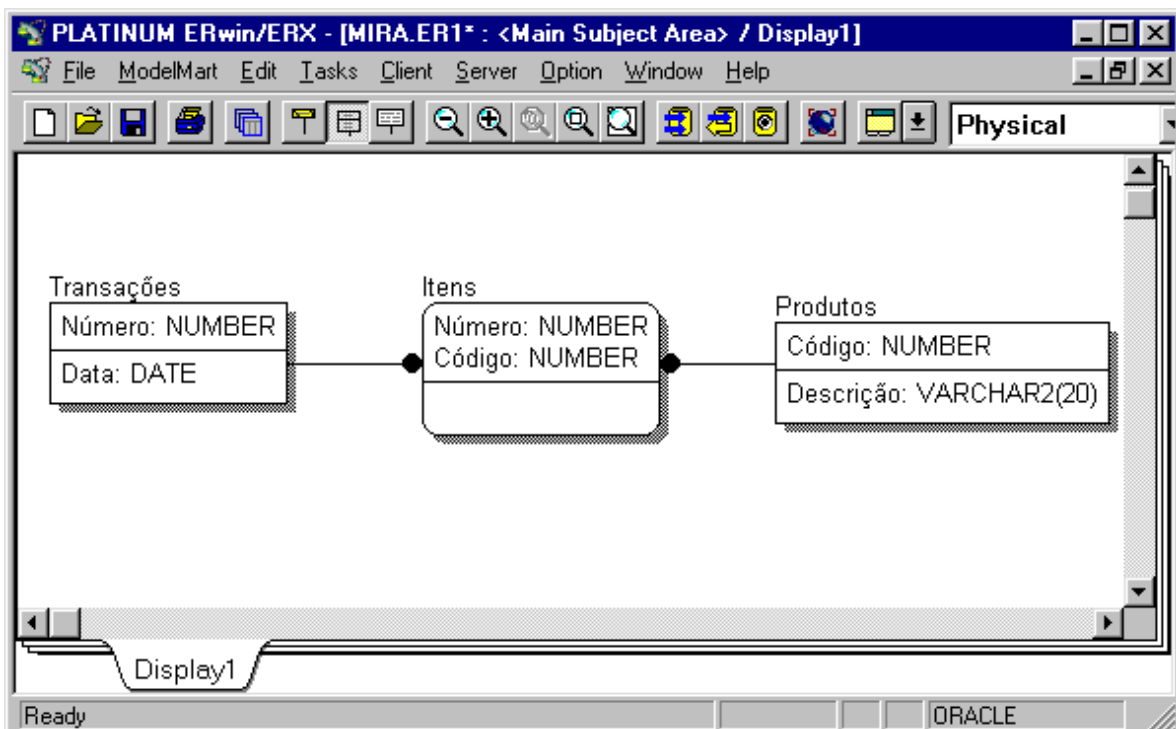 PLATINUM ERwin/ERX - [MIRA.ER1* : <Main Subject Area> / Display1]
File ModelMart Edit Tasks Client Server Option Window Help
Physical
Transações
Número: NUMBER
Data: DATE
Itens
Número: NUMBER
Código: NUMBER
Produtos
Código: NUMBER
Descrição: VARCHAR2(20)
Display1
Ready
ORACLE